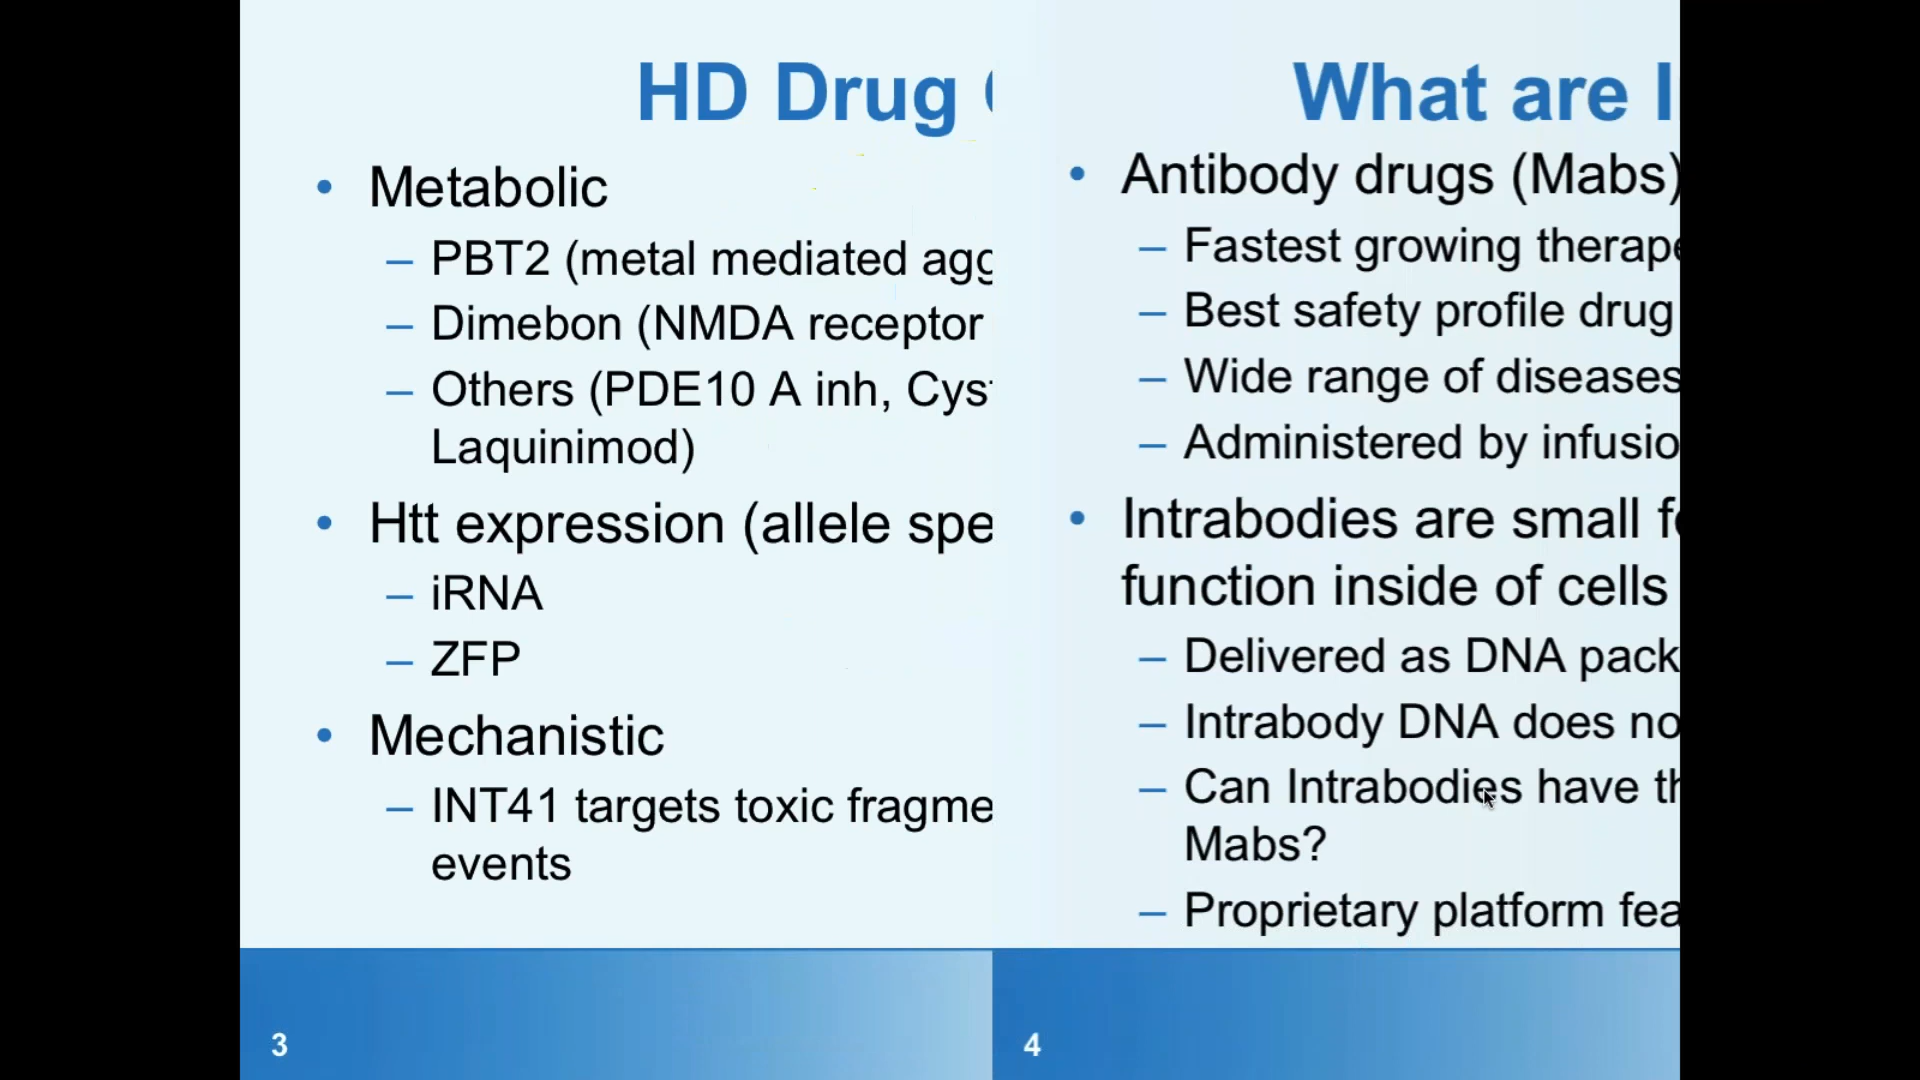 HD Drug
• Metabolic
– PBT2 (metal mediated agg
– Dimebon (NMDA receptor
– Others (PDE10 A inh, Cys
Laquinimod)
• Htt expression (allele spe
– iRNA
– ZFP
• Mechanistic
– INT41 targets toxic fragme
events
3
What are I
• Antibody drugs (Mabs)
– Fastest growing therape
– Best safety profile drug
– Wide range of diseases
– Administered by infusio
• Intrabodies are small f
function inside of cells
– Delivered as DNA pack
– Intrabody DNA does no
– Can Intrabodies have th
Mabs?
– Proprietary platform fea
4